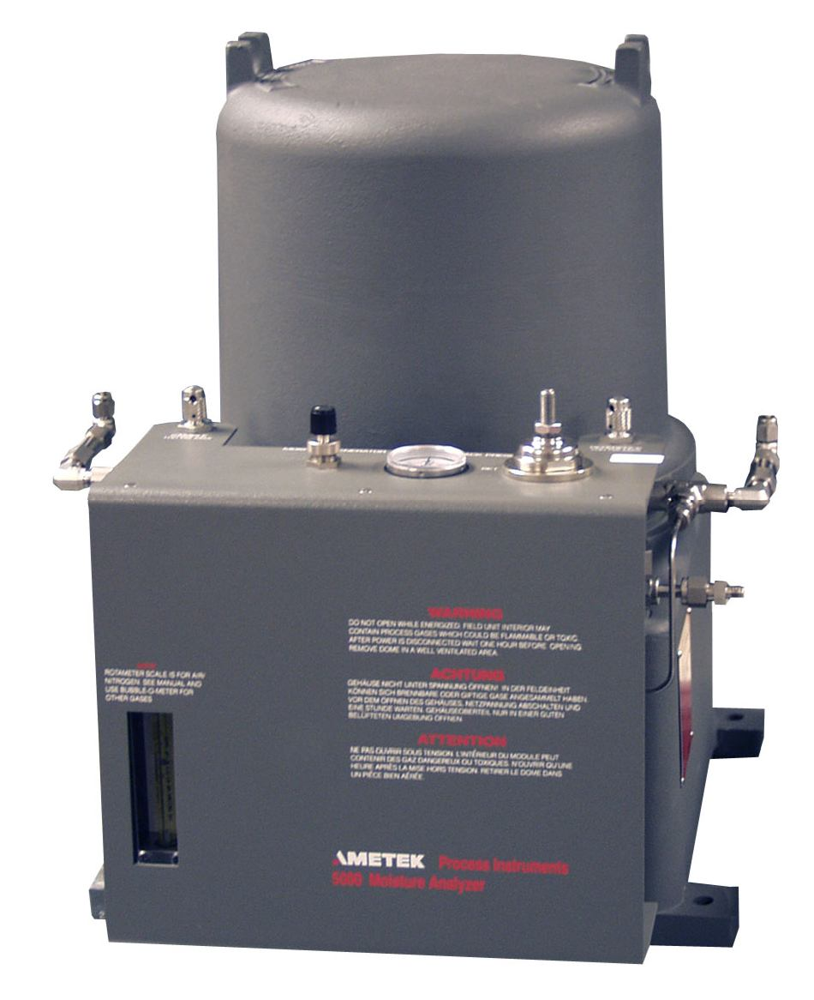 WARNING
DO NOT OPEN WHILE ENERGIZED. FIELD UNIT INTERIOR MAY
CONTAIN PROCESS GASES WHICH COULD BE FLAMMABLE OR TOXIC.
AFTER POWER IS DISCONNECTED WAIT ONE HOUR BEFORE OPENING
REMOVE DOME IN A WELL VENTILATED AREA.
ROTAMETER SCALE IS FOR AIR/
NITROGEN. SEE MANUAL AND
USE BUBBLE-O-METER FOR
OTHER GASES
ACHTUNG
GEHÄUSE NICHT UNTER SPANNUNG ÖFFNEN! IN DER FELDEINHEIT
KÖNNEN SICH BRENNBARE ODER GIFTIGE GASE ANGESAMMELT HABEN.
VOR DEM ÖFFNEN DES GEHÄUSES, NETZPANNUNG ABSCHALTEN UND
EINE STUNDE WARTEN. GEHÄUSEOBERTEIL NUR IN EINER GUTEN
BELÜFTETEN UMGEBUNG ÖFFNEN.
ATTENTION
NE PAS OUVRIR SOUS TENSION. L'INTÉRIEUR DU MODULE PEUT
CONTENIR DES GAZ DANGEREUX OU TOXIQUES. N'OUVRIR QU'UNE
HEURE APRÈS LA MISE HORS TENSION. RETIRER LE DOME DANS
UN PIÈCE BIEN AÉRÉE.
AMETEK Process Instruments
5000 Moisture Analyzer